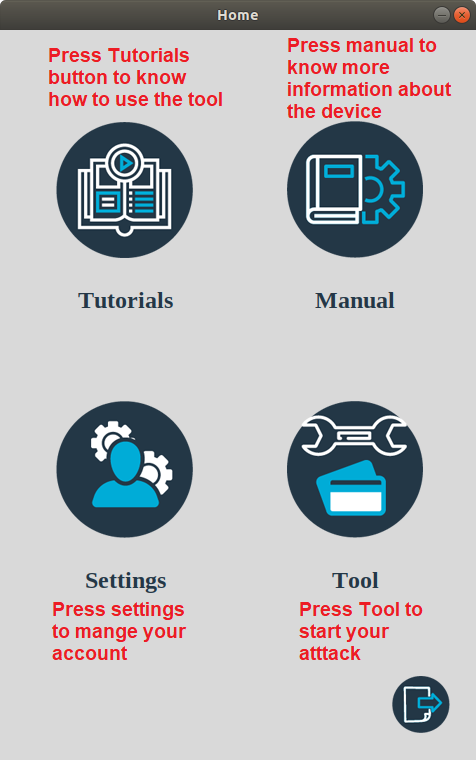 Home
Press Tutorials
button to know
how to use the tool
Press manual to
know more
information about
the device
Tutorials
Manual
Settings
Press settings
to mange your
account
Tool
Press Tool to
start your
atttack